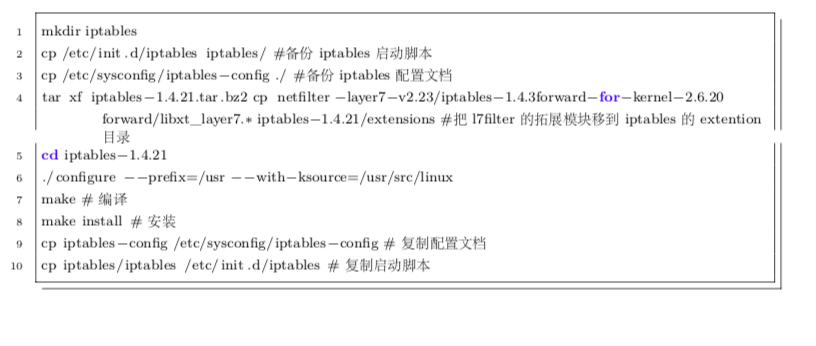 1 mkdir iptables
2 cp /etc/init.d/iptables iptables/ #备份 iptables 启动脚本
3 cp /etc/sysconfig/iptables-config ./ #备份 iptables 配置文档
4 tar xf iptables-1.4.21.tar.bz2 cp netfilter-layer7-v2.23/iptables-1.4.3forward-for-kernel-2.6.20
forward/libxt_layer7.* iptables-1.4.21/extensions #把 l7filter 的拓展模块移到 iptables 的 extention
目录
5 cd iptables-1.4.21
6 ./configure --prefix=/usr --with-ksource=/usr/src/linux
7 make # 编译
8 make install # 安装
9 cp iptables-config /etc/sysconfig/iptables-config # 复制配置文档
10 cp iptables/iptables /etc/init.d/iptables # 复制启动脚本